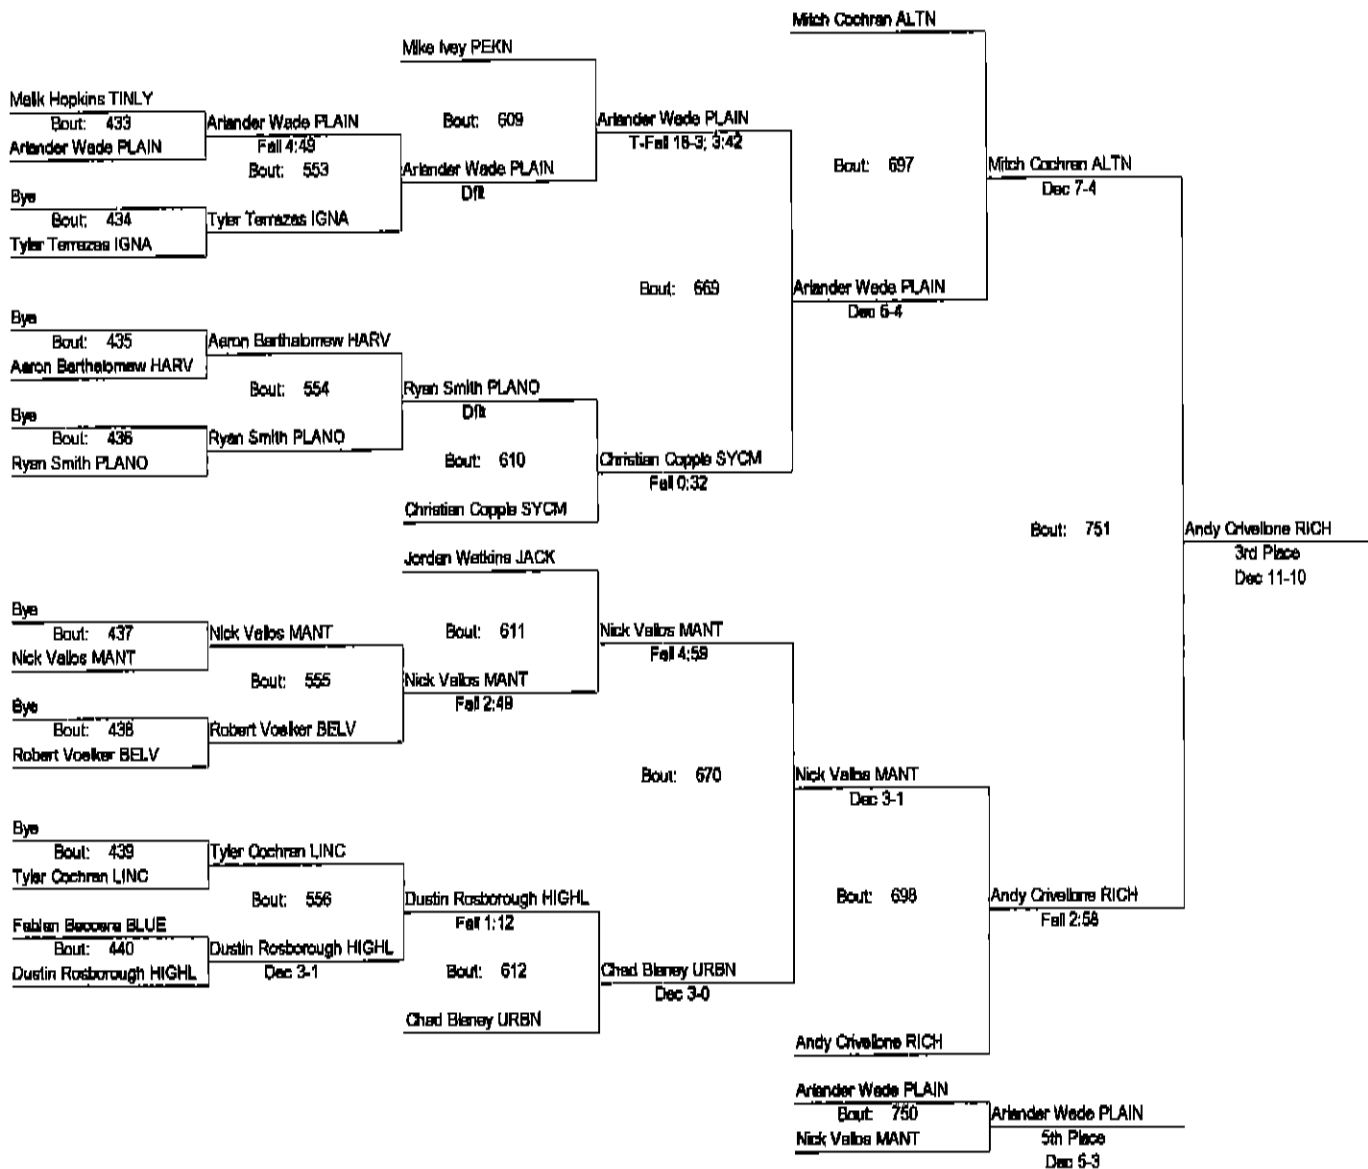 Mitch Cochran ALTN
Mike Ivey PEKN
Malik Hopkins TINLY
Bout: 433
Arlander Wade PLAIN
Arlander Wade PLAIN
Fall 4:49
Bout: 553
Bye
Bout: 434
Tyler Terrazas IGNA
Tyler Terrazas IGNA
Bout: 609
Arlander Wade PLAIN
Dflt
Arlander Wade PLAIN
T-Fall 18-3; 3:42
Bout: 697
Mitch Cochran ALTN
Dec 7-4
Bout: 669
Arlander Wade PLAIN
Dec 5-4
Bye
Bout: 435
Aaron Barthalomew HARV
Aaron Barthalomew HARV
Bout: 554
Bye
Bout: 436
Ryan Smith PLANO
Ryan Smith PLANO
Ryan Smith PLANO
Dflt
Bout: 610
Christian Copple SYCM
Christian Copple SYCM
Fall 0:32
Bout: 751
Andy Crivellone RICH
3rd Place
Dec 11-10
Jordan Watkins JACK
Bye
Bout: 437
Nick Vallos MANT
Nick Vallos MANT
Bout: 555
Bye
Bout: 438
Robert Voelker BELV
Robert Voelker BELV
Bout: 611
Nick Vallos MANT
Fall 2:49
Nick Vallos MANT
Fall 4:59
Bout: 670
Nick Vallos MANT
Dec 3-1
Bye
Bout: 439
Tyler Cochran LINC
Tyler Cochran LINC
Bout: 556
Fabian Becerra BLUE
Bout: 440
Dustin Rosborough HIGHL
Dustin Rosborough HIGHL
Dec 3-1
Dustin Rosborough HIGHL
Fall 1:12
Bout: 612
Chad Blaney URBN
Chad Blaney URBN
Dec 3-0
Bout: 698
Andy Crivellone RICH
Fall 2:58
Andy Crivellone RICH
Arlander Wade PLAIN
Bout: 750
Nick Vallos MANT
Arlander Wade PLAIN
5th Place
Dec 5-3